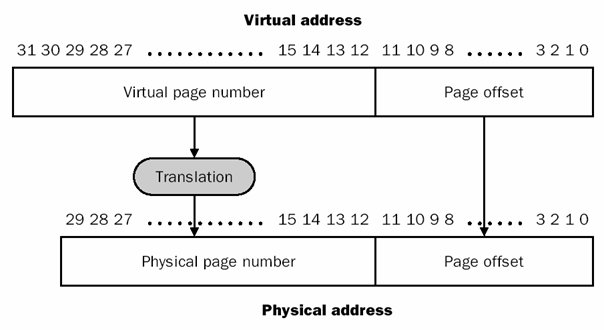 Virtual address
31 30 29 28 27 ............ 15 14 13 12 11 10 9 8 ...... 3 2 1 0
Virtual page number Page offset
Translation
29 28 27 ............ 15 14 13 12 11 10 9 8 ...... 3 2 1 0
Physical page number Page offset
Physical address